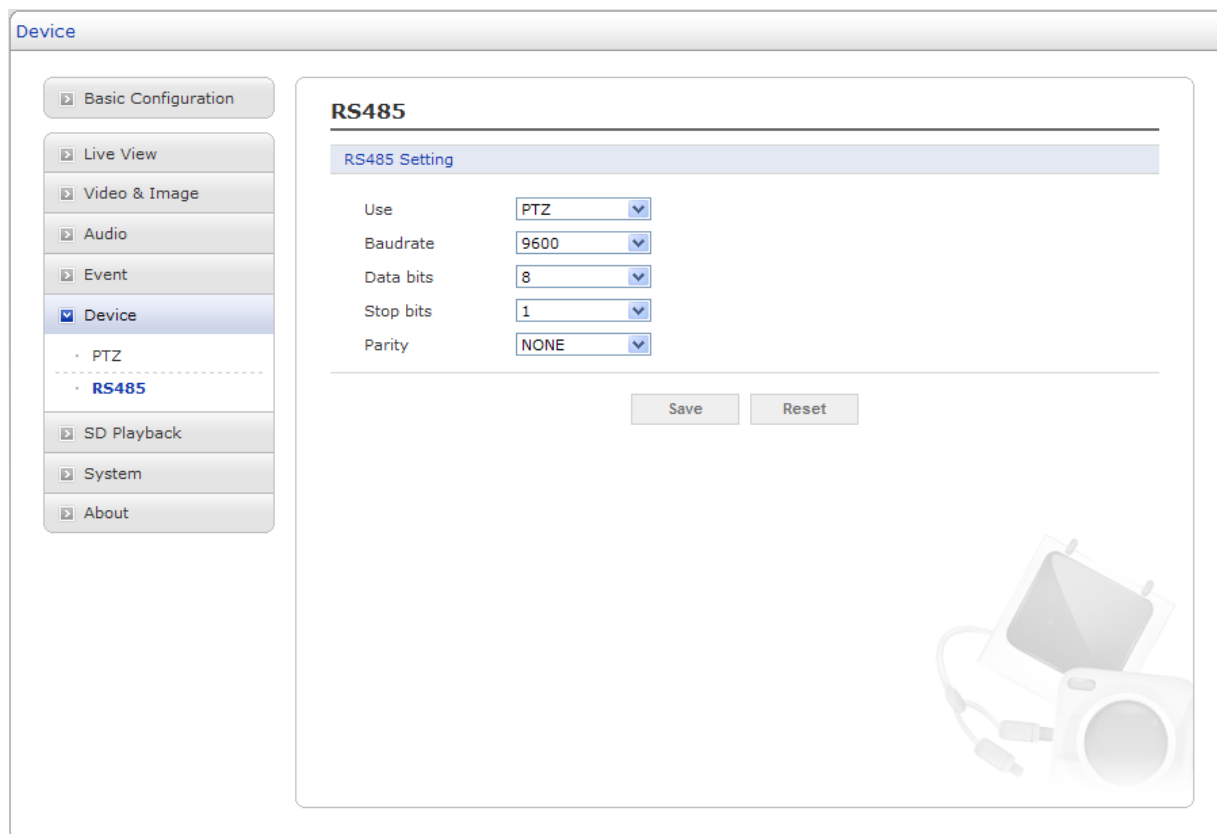 Device
Basic Configuration
Live View
Video & Image
Audio
Event
Device
· PTZ
· RS485
SD Playback
System
About
RS485
RS485 Setting
Use PTZ
Baudrate 9600
Data bits 8
Stop bits 1
Parity NONE
Save Reset